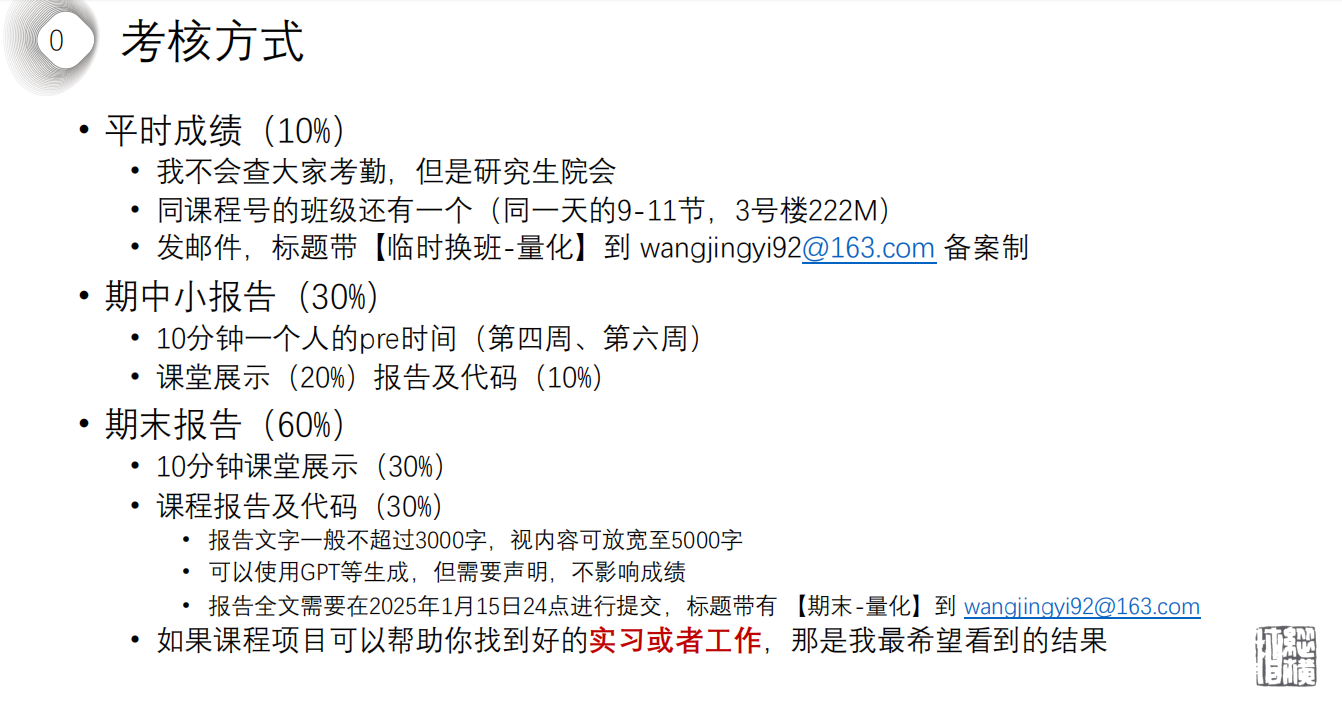 0
考核方式
• 平时成绩（10%）
• 我不会查大家考勤，但是研究生院会
• 同课程号的班级还有一个（同一天的9-11节，3号楼222M）
• 发邮件，标题带【临时换班-量化】到 wangjingyi92@163.com 备案制
• 期中小报告（30%）
• 10分钟一个人的pre时间（第四周、第六周）
• 课堂展示（20%）报告及代码（10%）
• 期末报告（60%）
• 10分钟课堂展示（30%）
• 课程报告及代码（30%）
• 报告文字一般不超过3000字，视内容可放宽至5000字
• 可以使用GPT等生成，但需要声明，不影响成绩
• 报告全文需要在2025年1月15日24点进行提交，标题带有 【期末-量化】到 wangjingyi92@163.com
• 如果课程项目可以帮助你找到好的实习或者工作，那是我最希望看到的结果